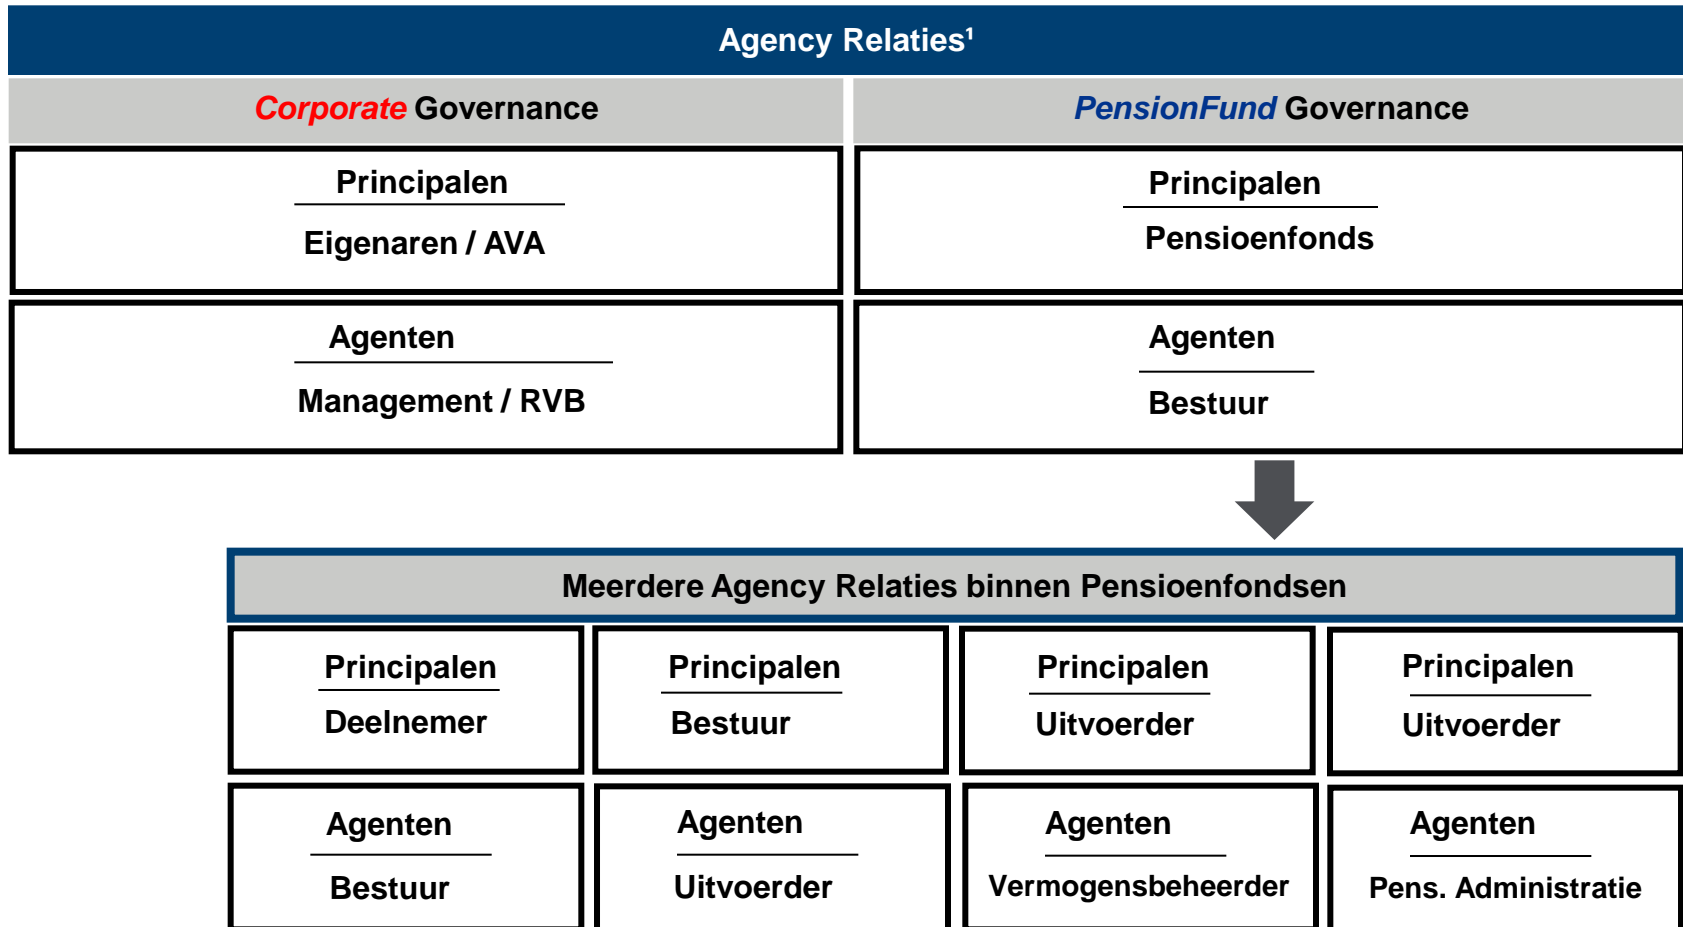 Agency Relaties¹
Corporate Governance
PensionFund Governance
Principalen
Eigenaren / AVA
Principalen
Pensioenfonds
Agenten
Management / RVB
Agenten
Bestuur
Meerdere Agency Relaties binnen Pensioenfondsen
Principalen
Deelnemer
Principalen
Bestuur
Principalen
Uitvoerder
Principalen
Uitvoerder
Agenten
Bestuur
Agenten
Uitvoerder
Agenten
Vermogensbeheerder
Agenten
Pens. Administratie